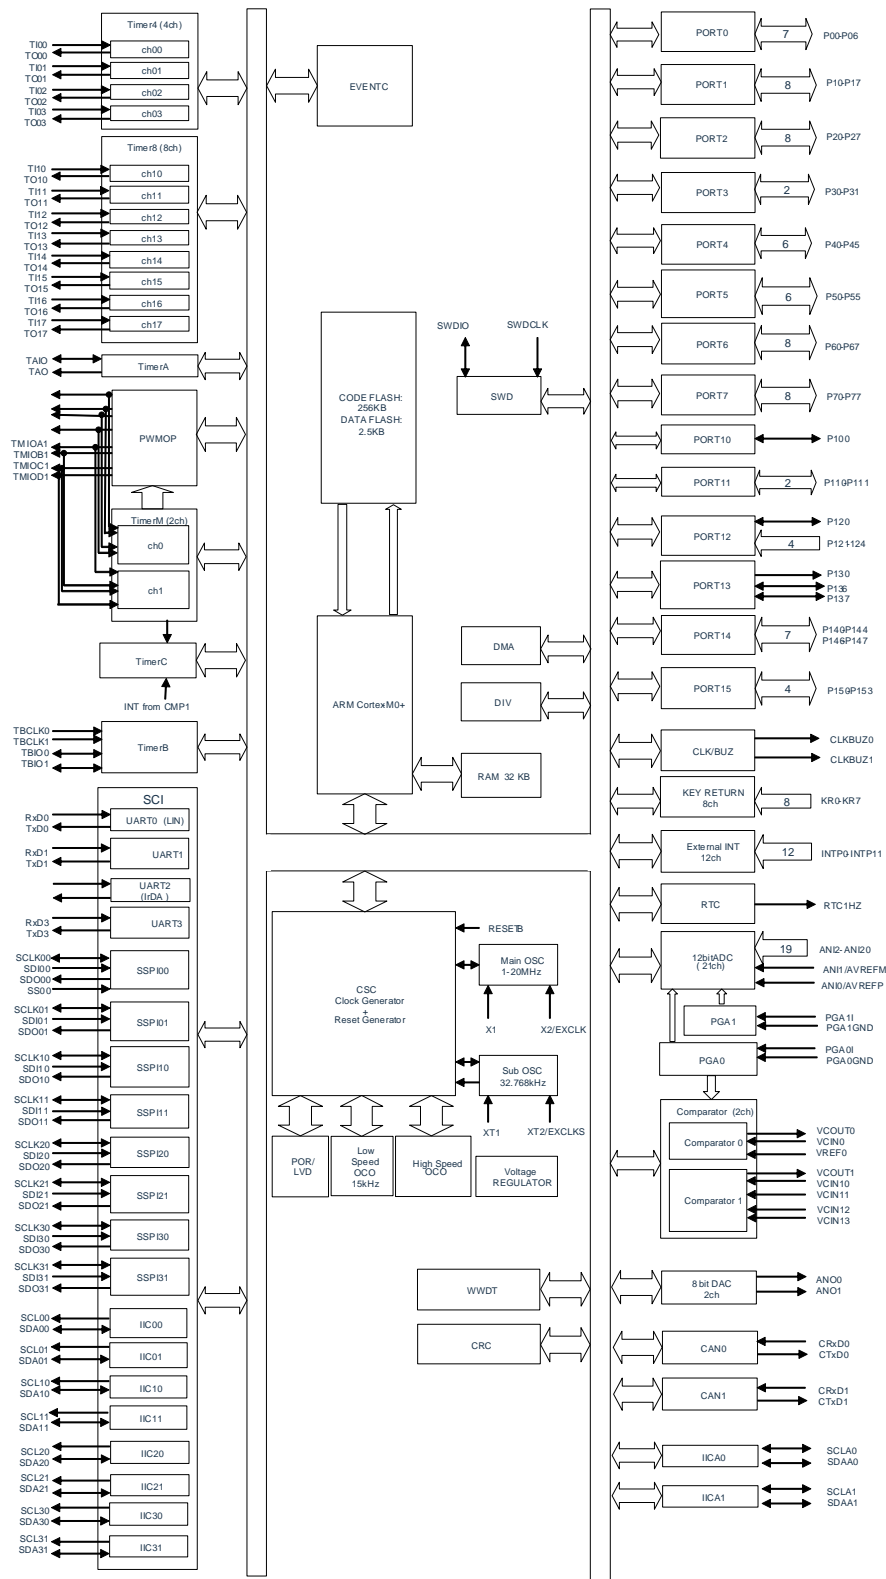 Timer4 (4ch)
TI00
TO00
ch00
TI01
TO01
ch01
TI02
TO02
ch02
TI03
TO03
ch03
Timer8 (8ch)
TI10
TO10
ch10
TI11
TO11
ch11
TI12
TO12
ch12
TI13
TO13
ch13
TI14
TO14
ch14
TI15
TO15
ch15
TI16
TO16
ch16
TI17
TO17
ch17
TAIO
TAO
TimerA
PWMOP
TMIOA1
TMIOB1
TMIOC1
TMIOD1
TimerM (2ch)
ch0
ch1
TimerC
INT from CMP1
TBCLK0
TBCLK1
TBIO0
TBIO1
TimerB
SCI
RxD0
TxD0
UART0 (LIN)
RxD1
TxD1
UART1
UART2
(IrDA)
RxD3
TxD3
UART3
SCLK00
SDI00
SDO00
SS00
SSPI00
SCLK01
SDI01
SDO01
SSPI01
SCLK10
SDI10
SDO10
SSPI10
SCLK11
SDI11
SDO11
SSPI11
SCLK20
SDI20
SDO20
SSPI20
SCLK21
SDI21
SDO21
SSPI21
SCLK30
SDI30
SDO30
SSPI30
SCLK31
SDI31
SDO31
SSPI31
SCL00
SDA00
IIC00
SCL01
SDA01
IIC01
SCL10
SDA10
IIC10
SCL11
SDA11
IIC11
SCL20
SDA20
IIC20
SCL21
SDA21
IIC21
SCL30
SDA30
IIC30
SCL31
SDA31
IIC31
EVENTC
CODE FLASH:
256KB
DATA FLASH:
2.5KB
SWDIO
SWDCLK
SWD
ARM CortexM0+
DMA
DIV
RAM 32 KB
CSC
Clock Generator
+
Reset Generator
RESETB
Main OSC
1-20MHz
X1
X2/EXCLK
Sub OSC
32.768kHz
XT1
XT2/EXCLKS
POR/
LVD
Low
Speed
OCO
15kHz
High Speed
OCO
Voltage
REGULATOR
WWDT
CRC
PORT0
7
P00-P06
PORT1
8
P10-P17
PORT2
8
P20-P27
PORT3
2
P30-P31
PORT4
6
P40-P45
PORT5
6
P50-P55
PORT6
8
P60-P67
PORT7
8
P70-P77
PORT10
P100
PORT11
2
P110-P111
PORT12
P120
4
P121-124
PORT13
P130
P136
P137
PORT14
7
P140-P144
P146-P147
PORT15
4
P150-P153
CLK/BUZ
CLKBUZ0
CLKBUZ1
KEY RETURN
8ch
8
KR0-KR7
External INT
12ch
12
INTP0-INTP11
RTC
RTC1HZ
12bitADC
( 21ch)
19
ANI2-ANI20
ANI1/AVREFM
ANI0/AVREFP
PGA1
PGA1I
PGA1GND
PGA0
PGA0I
PGA0GND
Comparator (2ch)
Comparator 0
VCOUT0
VCIN0
VREF0
Comparator 1
VCOUT1
VCIN10
VCIN11
VCIN12
VCIN13
8 bit DAC
2ch
ANO0
ANO1
CAN0
CRxD0
CTxD0
CAN1
CRxD1
CTxD1
IICA0
SCLA0
SDAA0
IICA1
SCLA1
SDAA1